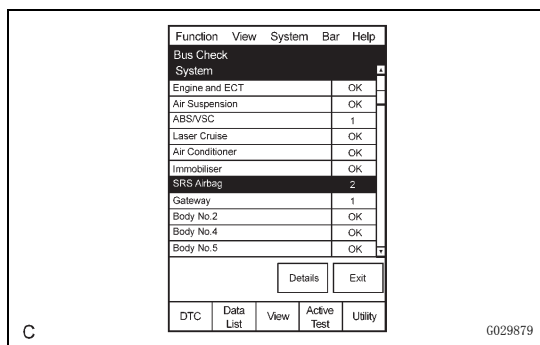 Function View System Bar Help
Bus Check
System
Engine and ECT OK
Air Suspension OK
ABS/VSC 1
Laser Cruise OK
Air Conditioner OK
Immobiliser OK
SRS Airbag 2
Gateway 1
Body No.2 OK
Body No.4 OK
Body No.5 OK
Details Exit
DTC Data List View Active Test Utility
C G029879